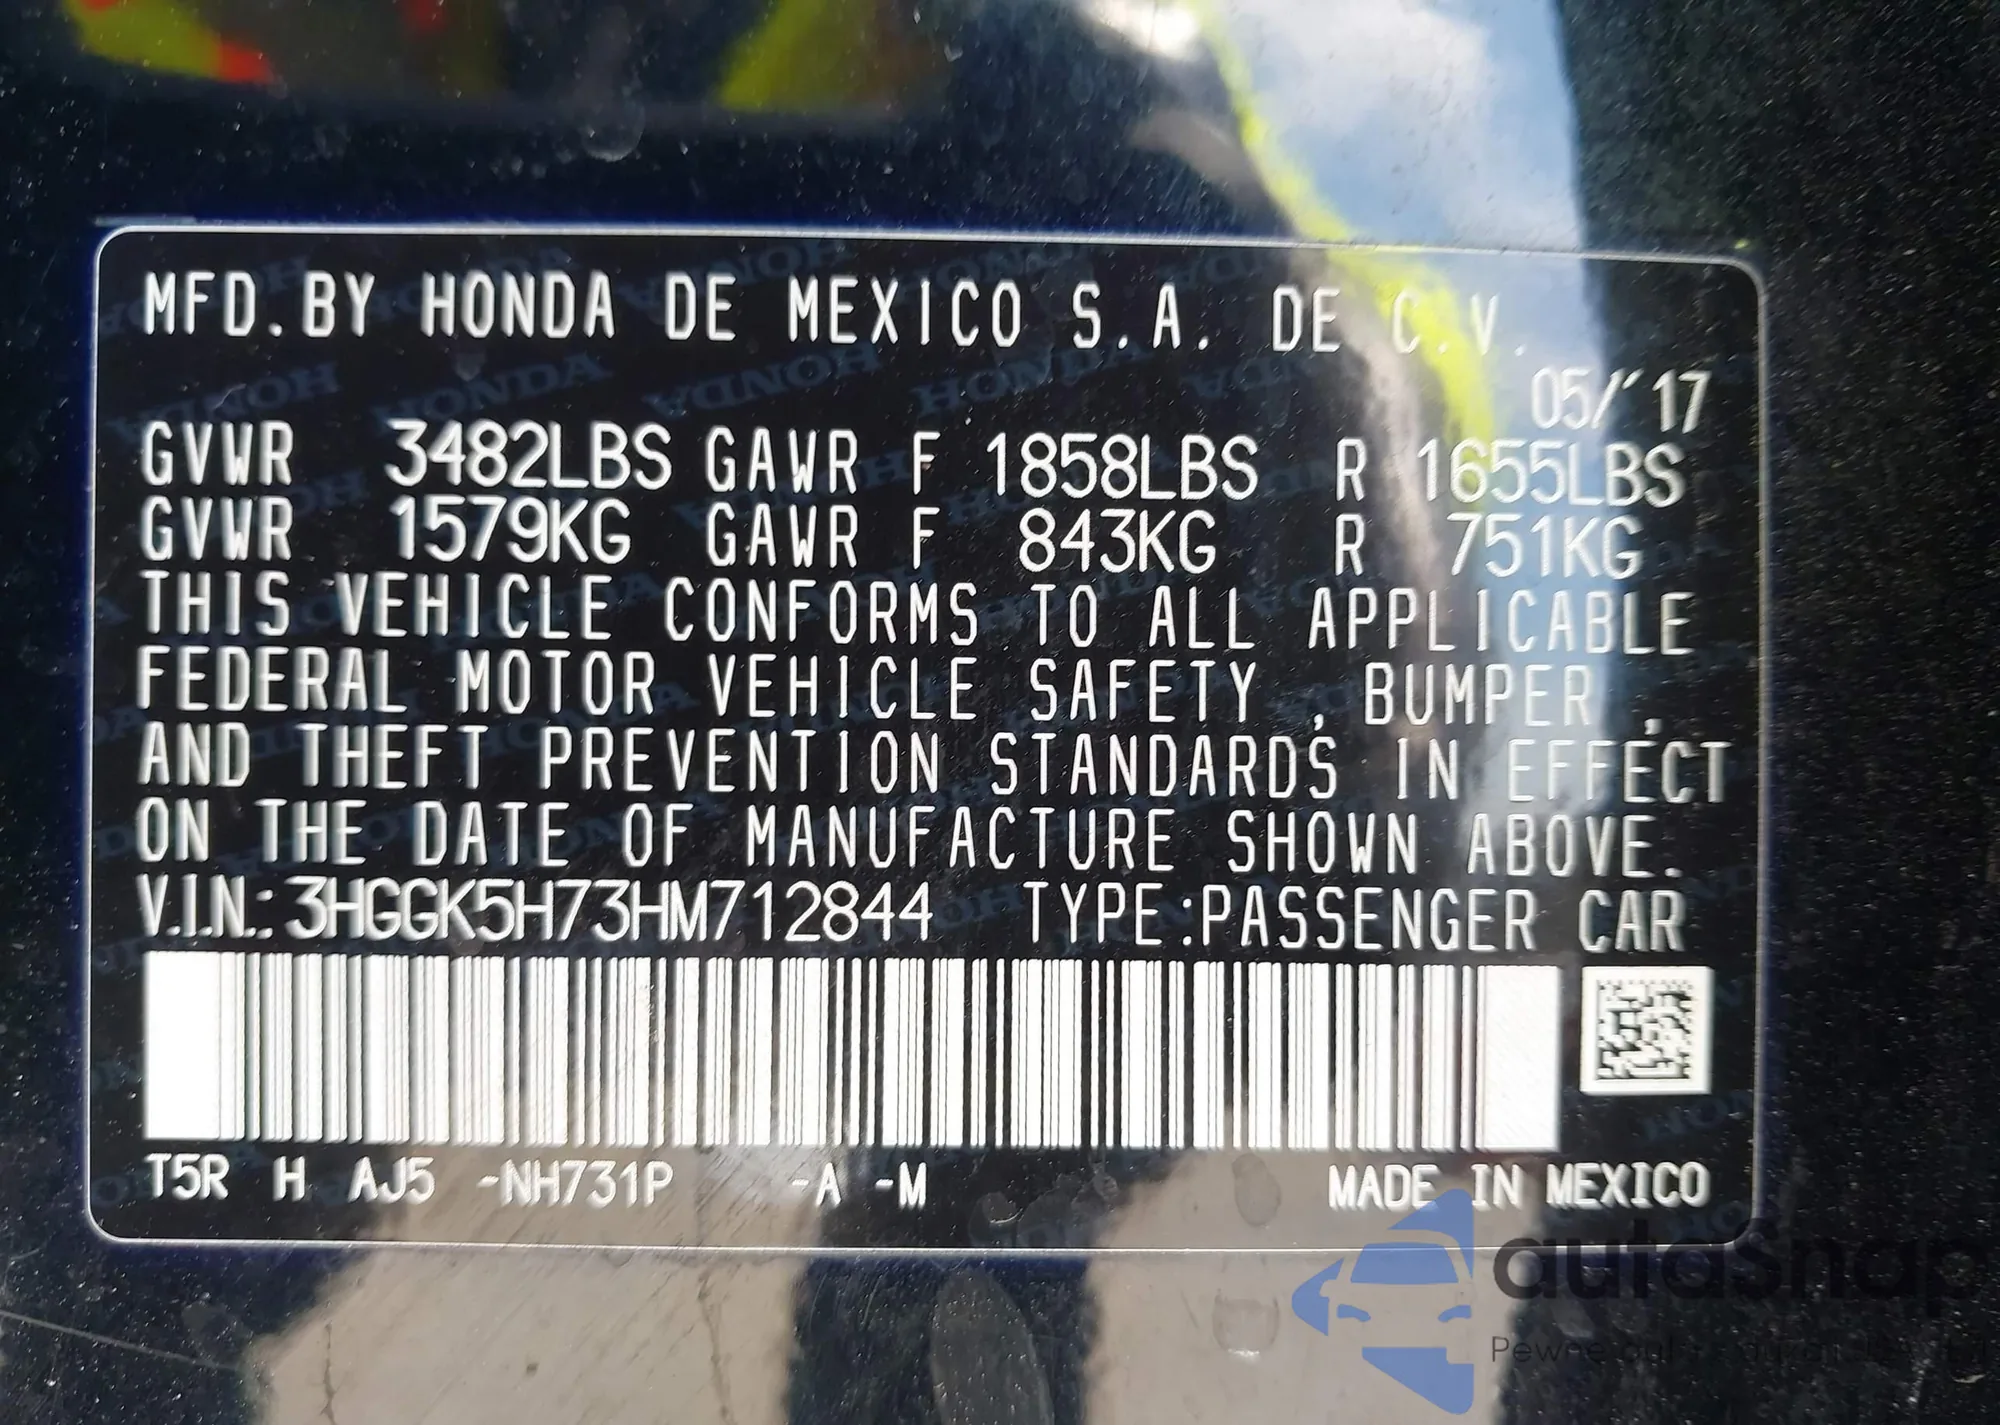 MFD. BY HONDA DE MEXICO S.A. DE C.V.
05/'17
GVWR 3482LBS GAWR F 1858LBS R 1655LBS
GVWR 1579KG GAWR F 843KG R 751KG
THIS VEHICLE CONFORMS TO ALL APPLICABLE
FEDERAL MOTOR VEHICLE SAFETY , BUMPER ,
AND THEFT PREVENTION STANDARDS IN EFFECT
ON THE DATE OF MANUFACTURE SHOWN ABOVE.
V.I.N.: 3HGGK5H73HM712844 TYPE:PASSENGER CAR
T5R H AJ5 -NH731P -A -M MADE IN MEXICO
autoSnap